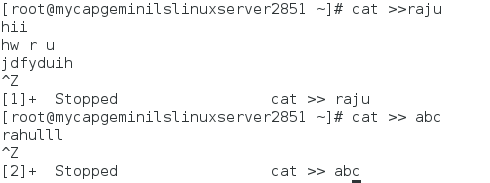 [root@mycapgeminilslinuxserver2851 ~]# cat >>raju
hii
hw r u
jdfyduih
^Z
[1]+  Stopped                 cat >> raju
[root@mycapgeminilslinuxserver2851 ~]# cat >> abc
rahulll
^Z
[2]+  Stopped                 cat >> abc